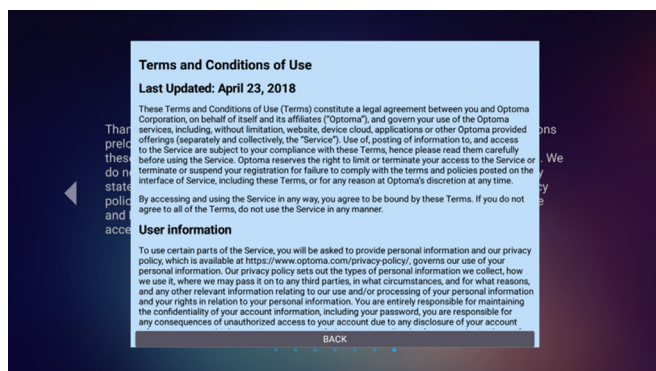 Terms and Conditions of Use
Last Updated: April 23, 2018
These Terms and Conditions of Use (Terms) constitute a legal agreement between you and Optoma
Corporation, on behalf of itself and its affiliates ("Optoma"), and govern your use of the Optoma
services, including, without limitation, website, device cloud, applications or other Optoma provided
offerings (separately and collectively, the "Service"). Use of, posting of information to, and access
to the Service are subject to your compliance with these Terms, hence please read them carefully
before using the Service. Optoma reserves the right to limit or terminate your access to the Service or
terminate or suspend your registration for failure to comply with the terms and policies posted on the
interface of Service, including these Terms, or for any reason at Optoma's discretion at any time.
By accessing and using the Service in any way, you agree to be bound by these Terms. If you do not
agree to all of the Terms, do not use the Service in any manner.
User information
To use certain parts of the Service, you will be asked to provide personal information and our privacy
policy, which is available at https://www.optoma.com/privacy-policy/, governs our use of your
personal information. Our privacy policy sets out the types of personal information we collect, how
we use it, where we may pass it on to any third parties, in what circumstances, and for what reasons,
and any other relevant information relating to our use and/or processing of your personal information
and your rights in relation to your personal information. You are entirely responsible for maintaining
the confidentiality of your account information, including your password, you are responsible for
any consequences of unauthorized access to your account due to any disclosure of your account
BACK